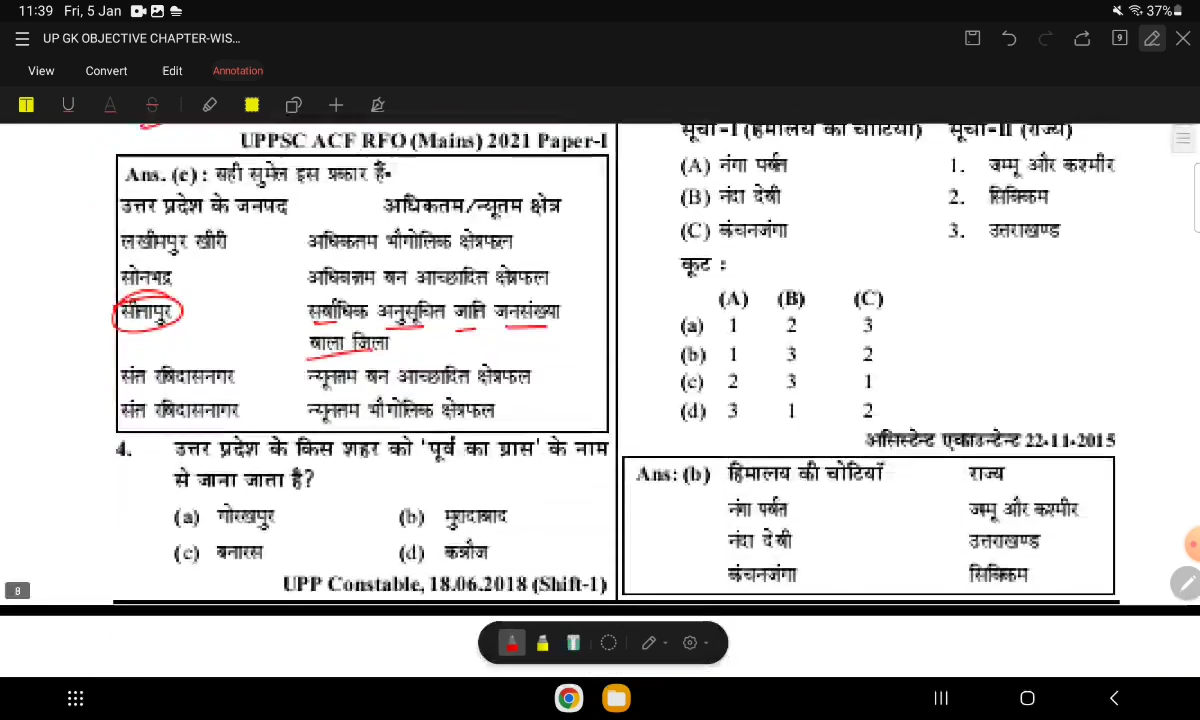 11:39 Fri, 5 Jan
37%
UP GK OBJECTIVE CHAPTER-WIS...
9
View Convert Edit Annotation
T U A S
UPPSC ACF RFO (Mains) 2021 Paper-I
Ans. (c) : सही सुमेल इस प्रकार हैं-
उत्तर प्रदेश के जनपद अधिकतम/न्यूतम क्षेत्र
लखीमपुर खीरी अधिकतम भौगोलिक क्षेत्रफल
सोनभद्र अधिकतम वन आच्छादित क्षेत्रफल
सीतापुर सर्वाधिक अनुसूचित जाति जनसंख्या
वाला जिला
संत रविदासनगर न्यूनतम वन आच्छादित क्षेत्रफल
संत रविदासनागर न्यूनतम भौगोलिक क्षेत्रफल
4. उत्तर प्रदेश के किस शहर को 'पूर्व का ग्रास' के नाम
से जाना जाता है?
(a) गोरखपुर (b) मुरादाबाद
(c) बनारस (d) कन्नौज
UPP Constable, 18.06.2018 (Shift-1)
सूची-I (हिमालय की चोटियां) सूची-II (राज्य)
(A) नंगा पर्वत 1. जम्मू और कश्मीर
(B) नंदा देवी 2. सिक्किम
(C) कंचनजंगा 3. उत्तराखण्ड
कूट :
(A) (B) (C)
(a) 1 2 3
(b) 1 3 2
(c) 2 3 1
(d) 3 1 2
असिस्टेन्ट एकाउन्टेन्ट 22-11-2015
Ans: (b) हिमालय की चोटियाँ राज्य
नंगा पर्वत जम्मू और कश्मीर
नंदा देवी उत्तराखण्ड
कंचनजंगा सिक्किम
8